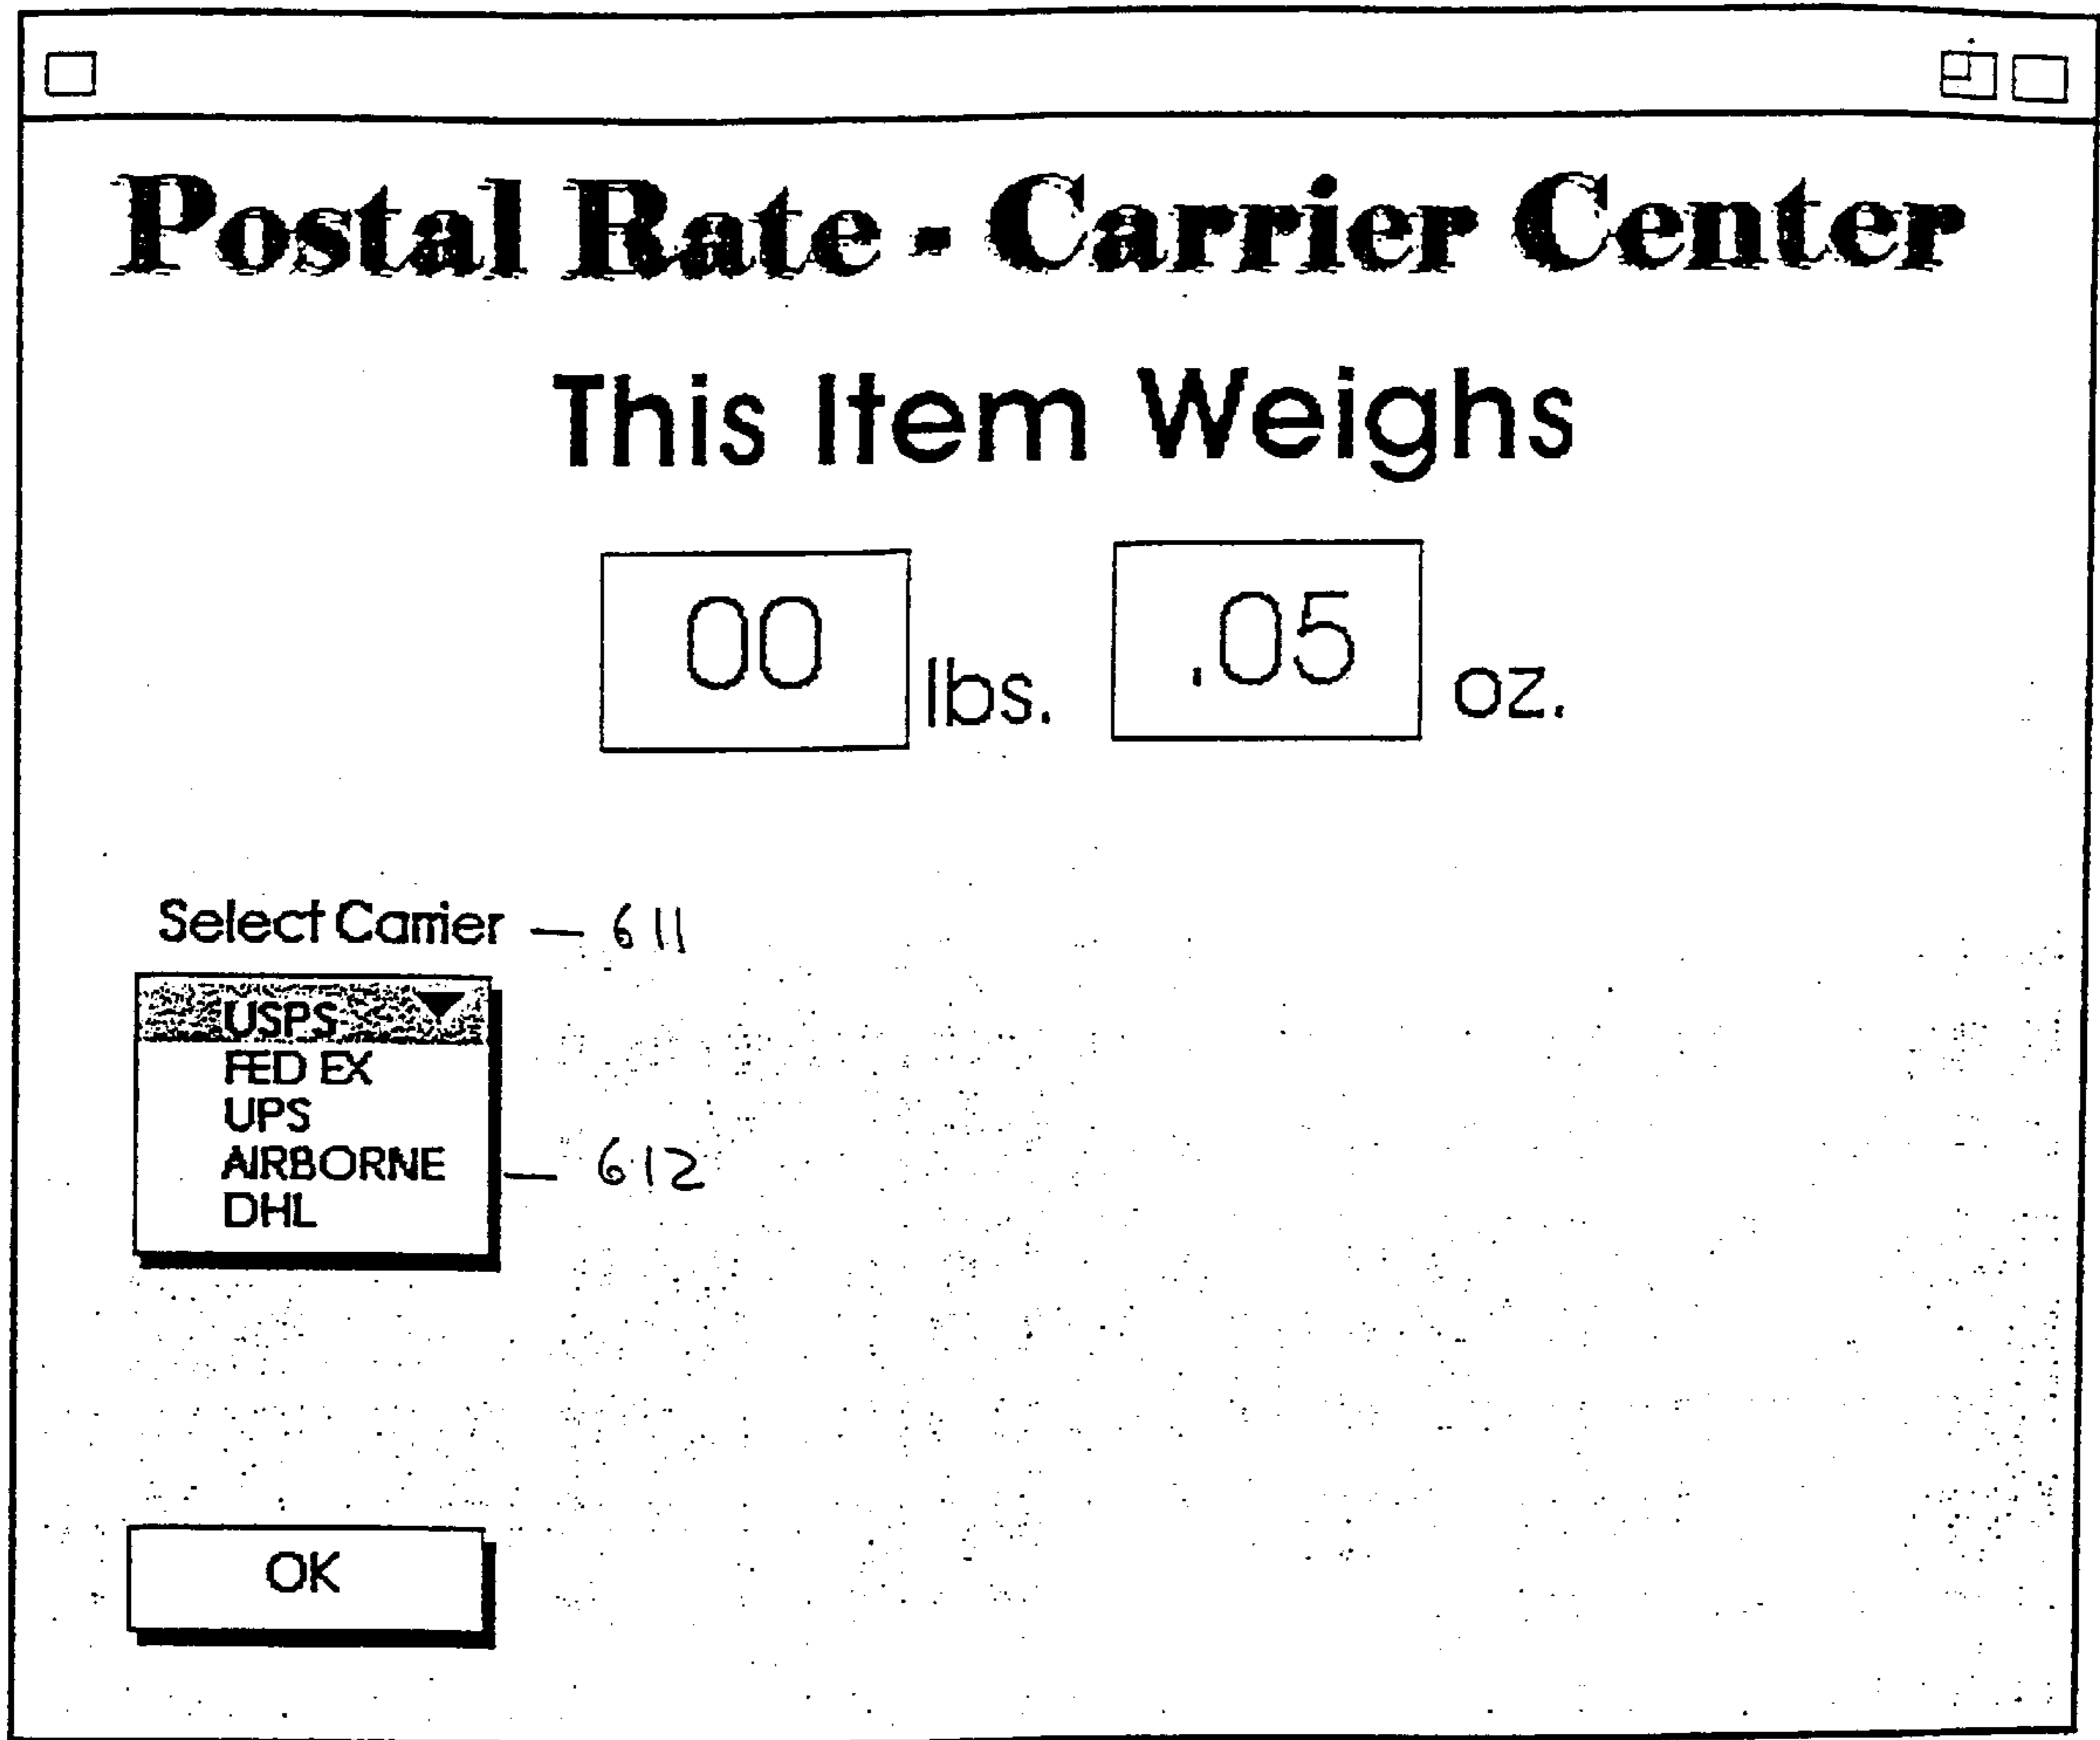 Postal Rate - Carrier Center
This Item Weighs
00 lbs. .05 oz.
Select Carrier — 611
USPS
FED EX
UPS
AIRBORNE — 612
DHL
OK